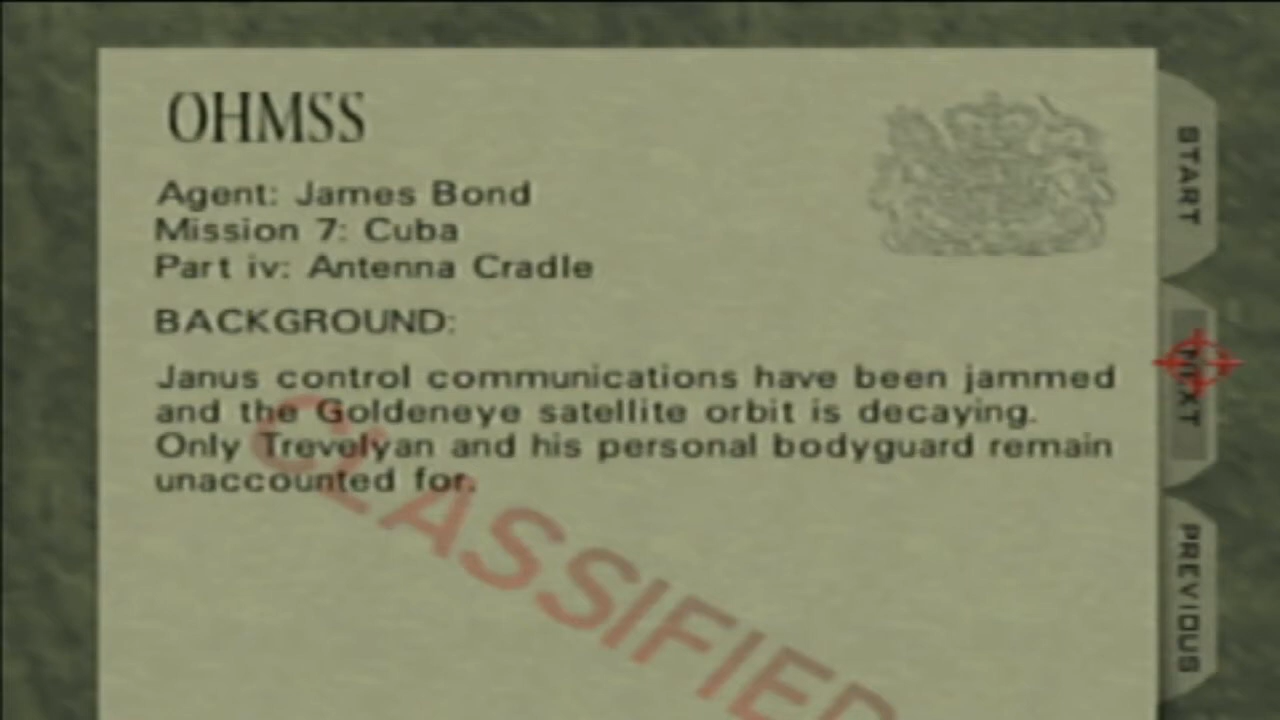 OHMSS
Agent: James Bond
Mission 7: Cuba
Part iv: Antenna Cradle
BACKGROUND:
Janus control communications have been jammed
and the Goldeneye satellite orbit is decaying.
Only Trevelyan and his personal bodyguard remain
unaccounted for.
CLASSIFIED
START
NEXT
PREVIOUS